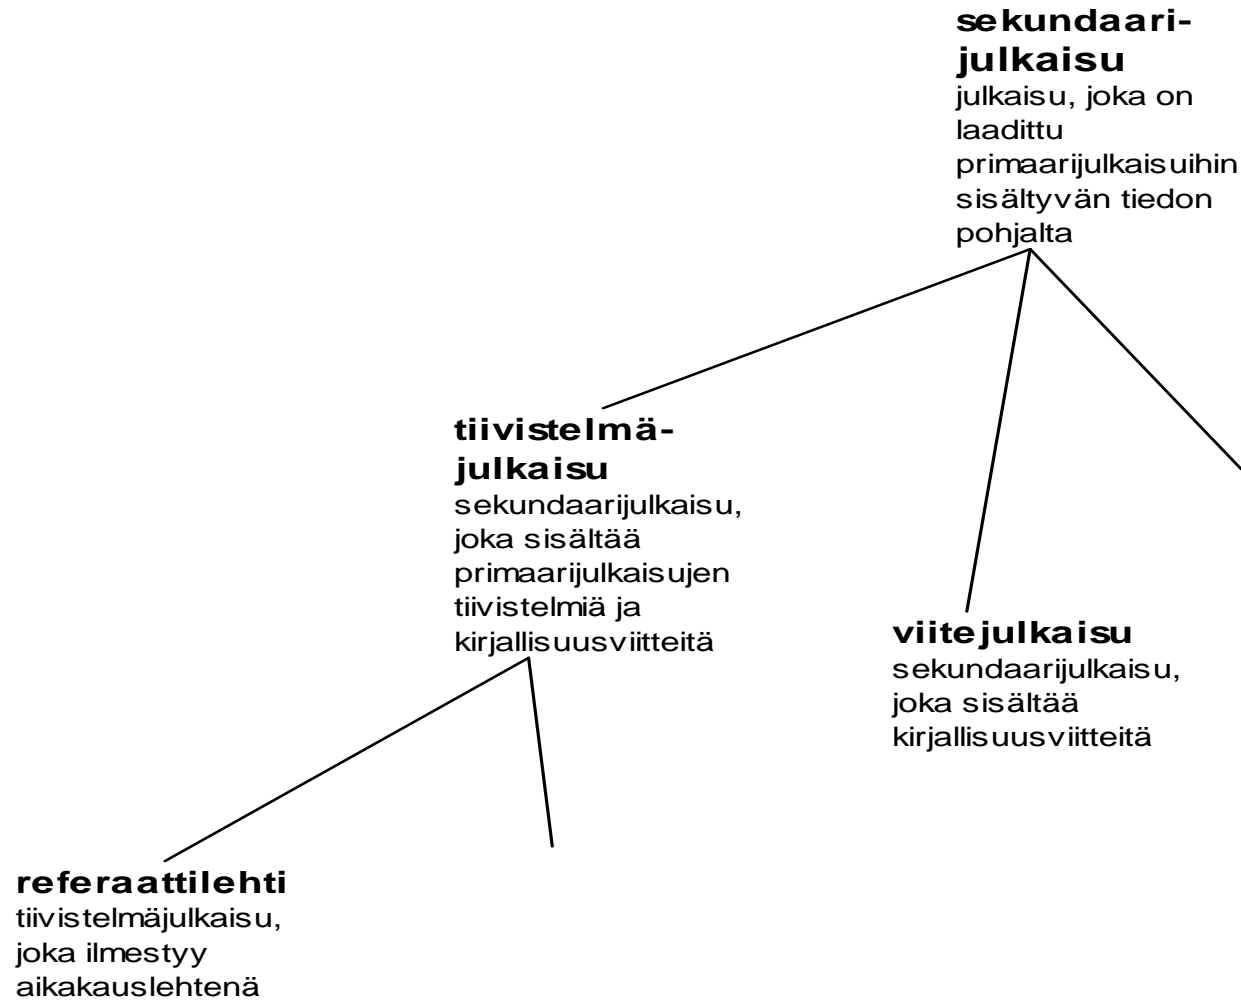 sekundaari-
julkaisu
julkaisu, joka on
laadittu
primaarijulkaisuihin
sisältyvän tiedon
pohjalta
tiivistelmä-
julkaisu
sekundaarijulkaisu,
joka sisältää
primaarijulkaisujen
tiivistelmiä ja
kirjallisuusviitteitä
viitejulkaisu
sekundaarijulkaisu,
joka sisältää
kirjallisuusviitteitä
referaattilehti
tiivistelmäjulkaisu,
joka ilmestyy
aikakauslehtenä